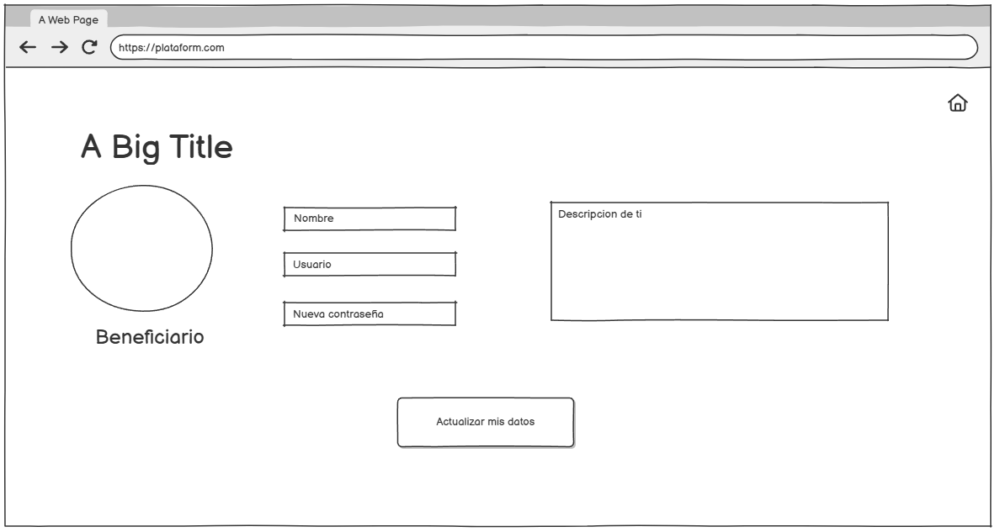 A Web Page
https://plataform.com
A Big Title
Nombre
Usuario
Nueva contraseña
Descripcion de ti
Beneficiario
Actualizar mis datos